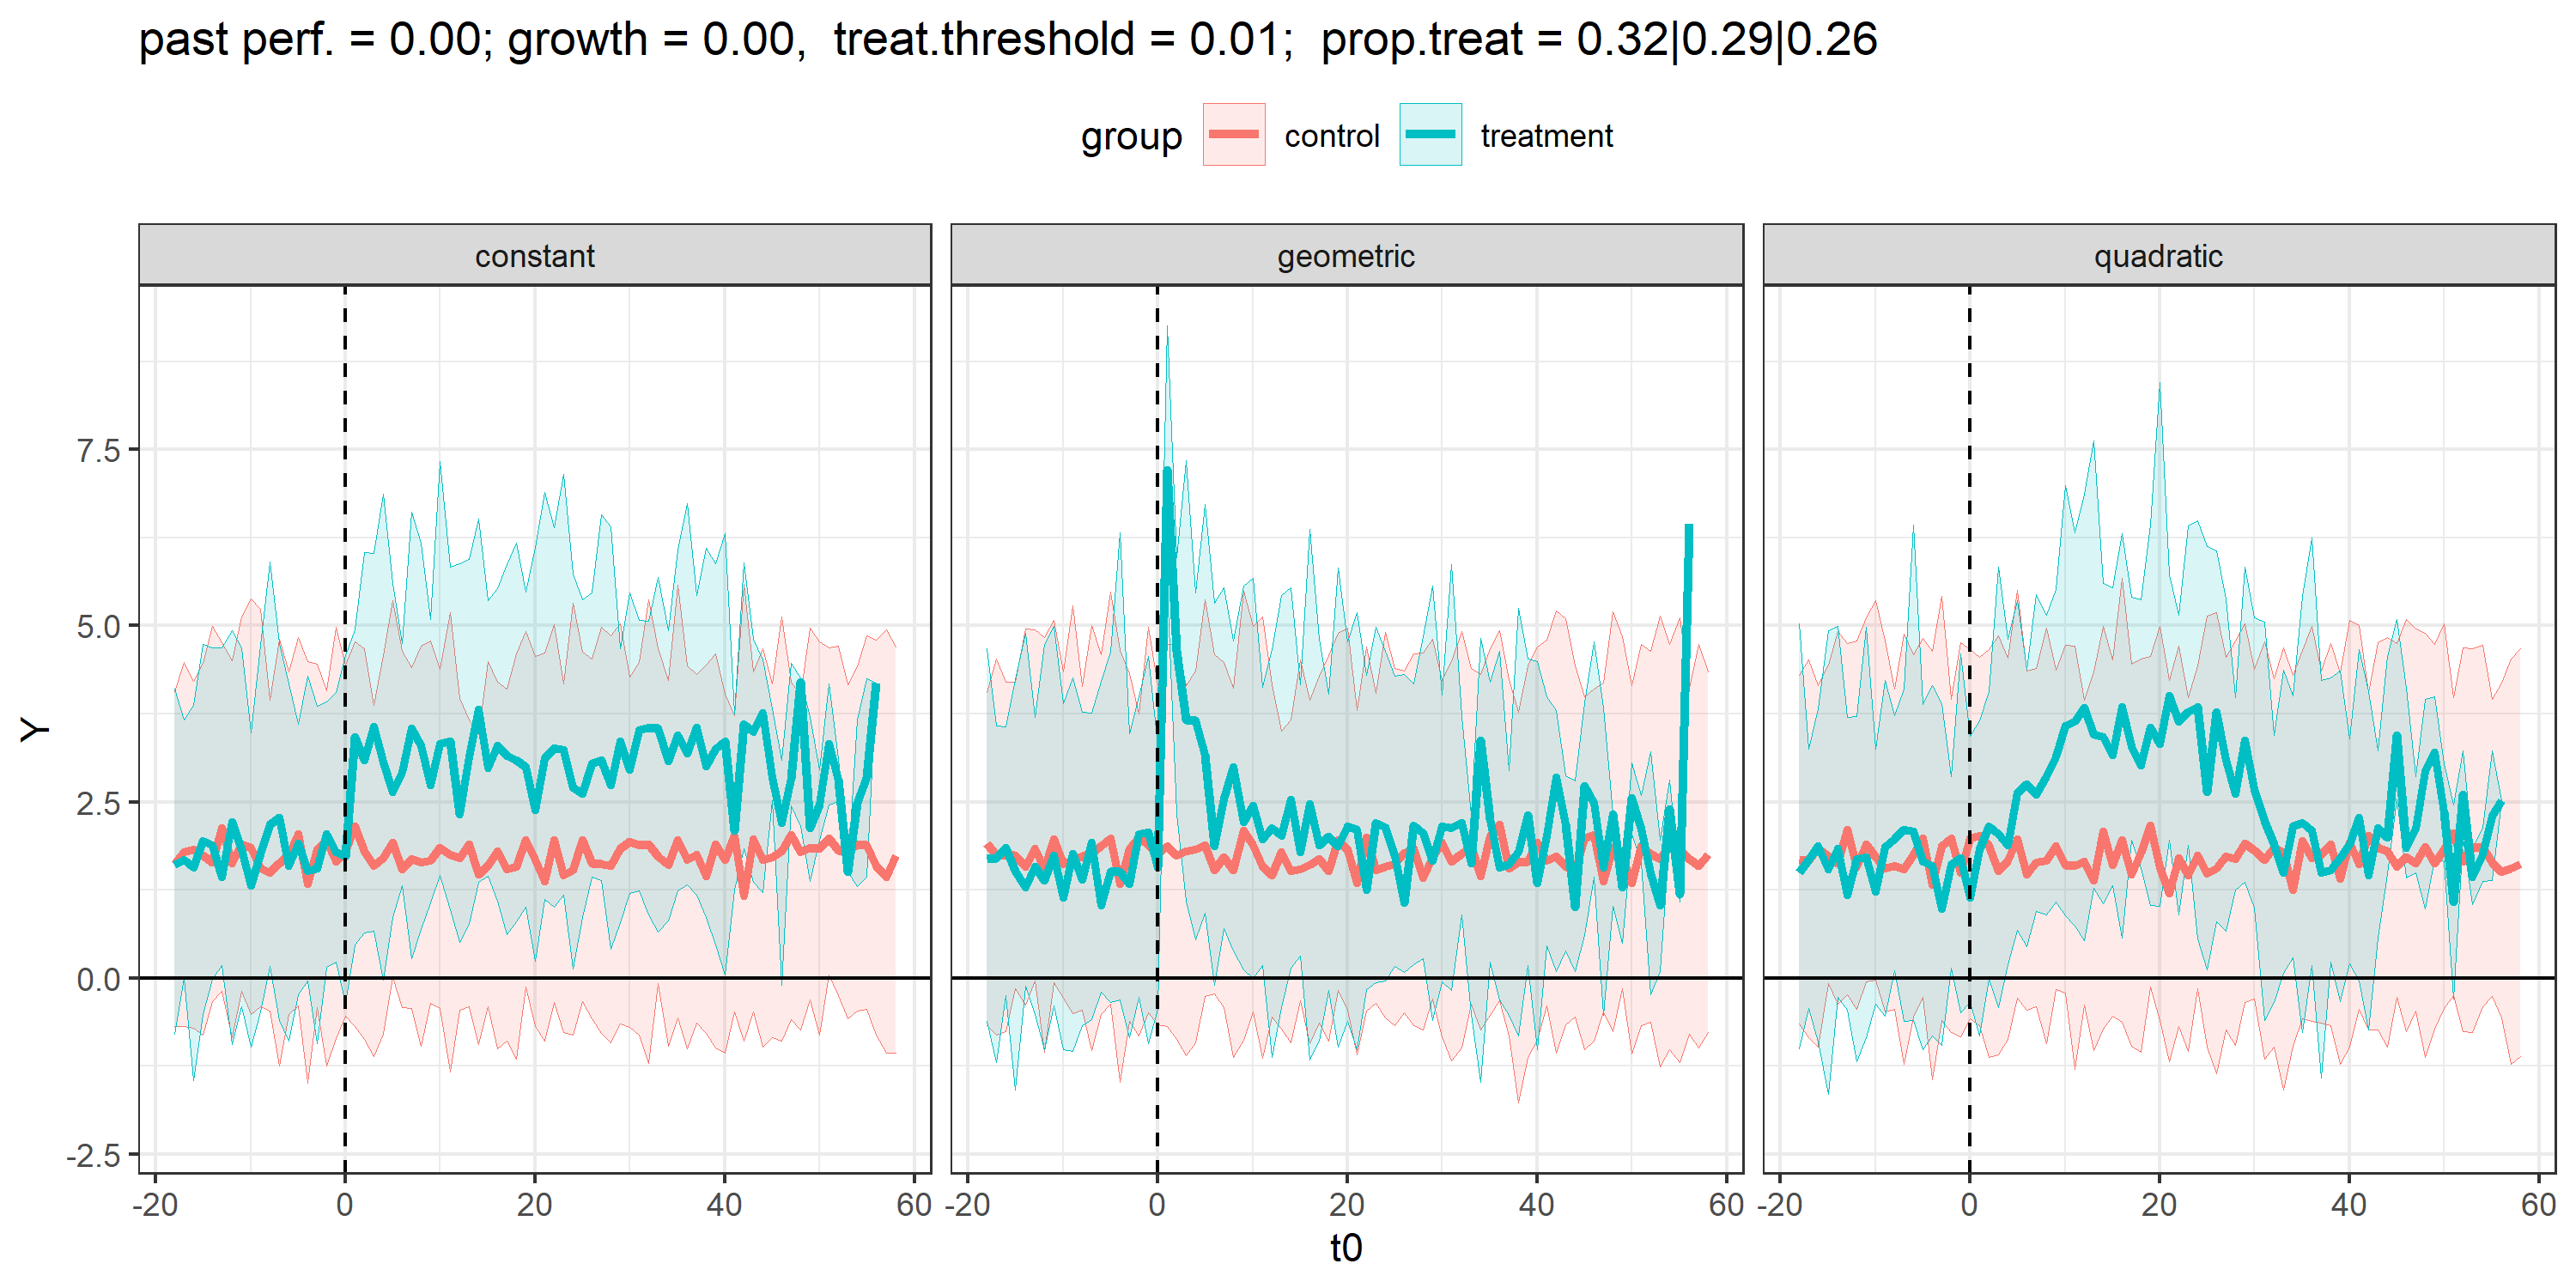 past perf. = 0.00; growth = 0.00,  treat.threshold = 0.01;  prop.treat = 0.32|0.29|0.26
group control treatment
constant geometric quadratic
Y
7.5
5.0
2.5
0.0
-2.5
-20 0 20 40 60 -20 0 20 40 60 -20 0 20 40 60
t0